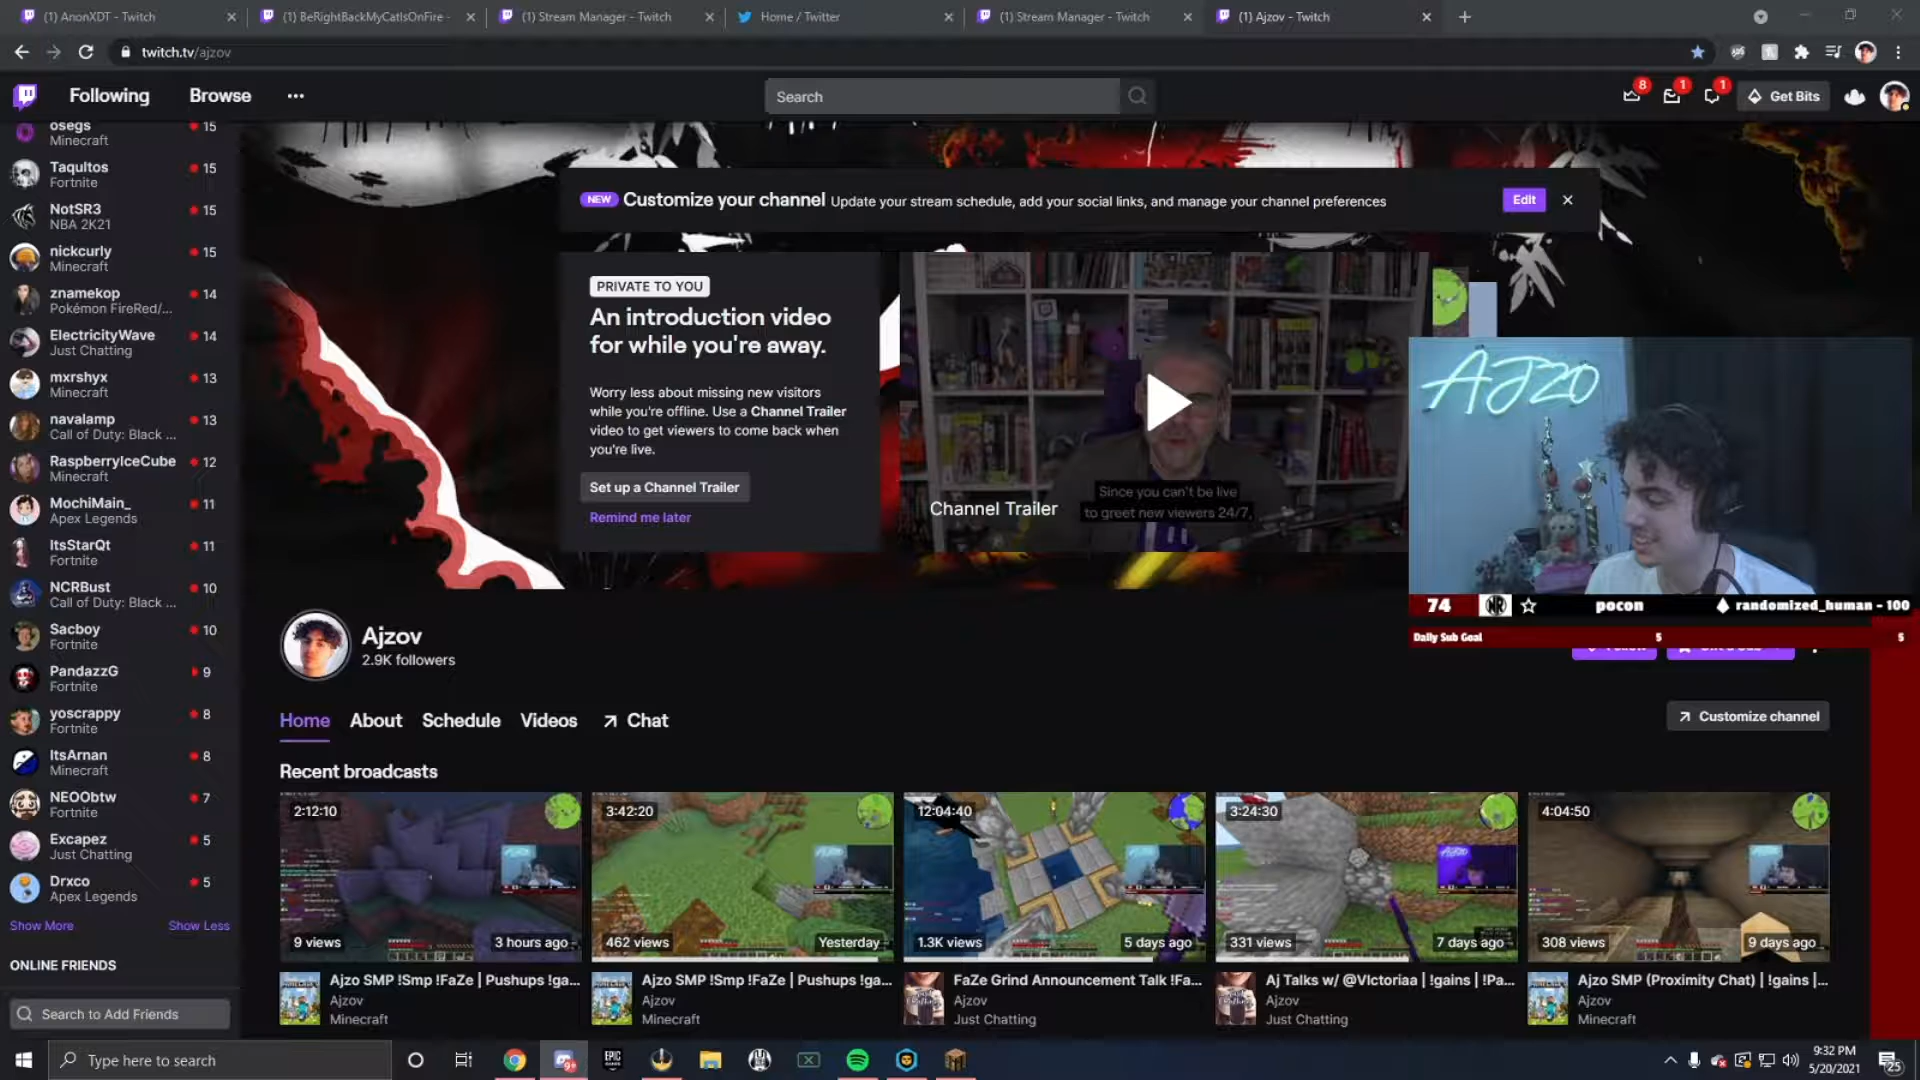 (1) AnonXDT - Twitch
(1) BeRightBackMyCatIsOnFire -
(1) Stream Manager - Twitch
Home / Twitter
(1) Stream Manager - Twitch
(1) Ajzov - Twitch
twitch.tv/ajzov
Following
Browse
Search
8
1
1
Get Bits
osegs
15
Minecraft
Taquitos
15
Fortnite
NotSR3
15
NBA 2K21
nickcurly
15
Minecraft
znamekop
14
Pokémon FireRed/...
ElectricityWave
14
Just Chatting
mxrshyx
13
Minecraft
navalamp
13
Call of Duty: Black ...
RaspberryIceCube
12
Minecraft
MochiMain_
11
Apex Legends
ItsStarQt
11
Fortnite
NCRBust
10
Call of Duty: Black ...
Sacboy
10
Fortnite
PandazzG
9
Fortnite
yoscrappy
8
Fortnite
ItsArnan
8
Minecraft
NEOObtw
7
Fortnite
Excapez
5
Just Chatting
Drxco
5
Apex Legends
Show More
Show Less
ONLINE FRIENDS
Search to Add Friends
NEW Customize your channel Update your stream schedule, add your social links, and manage your channel preferences
Edit
PRIVATE TO YOU
An introduction video
for while you're away.
Worry less about missing new visitors
while you're offline. Use a Channel Trailer
video to get viewers to come back when
you're live.
Set up a Channel Trailer
Remind me later
Channel Trailer
Since you can't be live
to greet new viewers 24/7,
AJZO
74
NR
pocon
randomized_human - 100
Daily Sub Goal
5
5
Ajzov
2.9K followers
Home
About
Schedule
Videos
Chat
Customize channel
Recent broadcasts
2:12:10
9 views
3 hours ago
Ajzo SMP !Smp !FaZe | Pushups !ga...
Ajzov
Minecraft
3:42:20
462 views
Yesterday
Ajzo SMP !Smp !FaZe | Pushups !ga...
Ajzov
Minecraft
12:04:40
1.3K views
5 days ago
FaZe Grind Announcement Talk !Fa...
Ajzov
Just Chatting
3:24:30
331 views
7 days ago
Aj Talks w/ @VIctoriaa | !gains | !Pa...
Ajzov
Just Chatting
4:04:50
308 views
9 days ago
Ajzo SMP (Proximity Chat) | !gains |...
Ajzov
Minecraft
Type here to search
9+
EPIC
GAMES
9:32 PM
5/20/2021
25